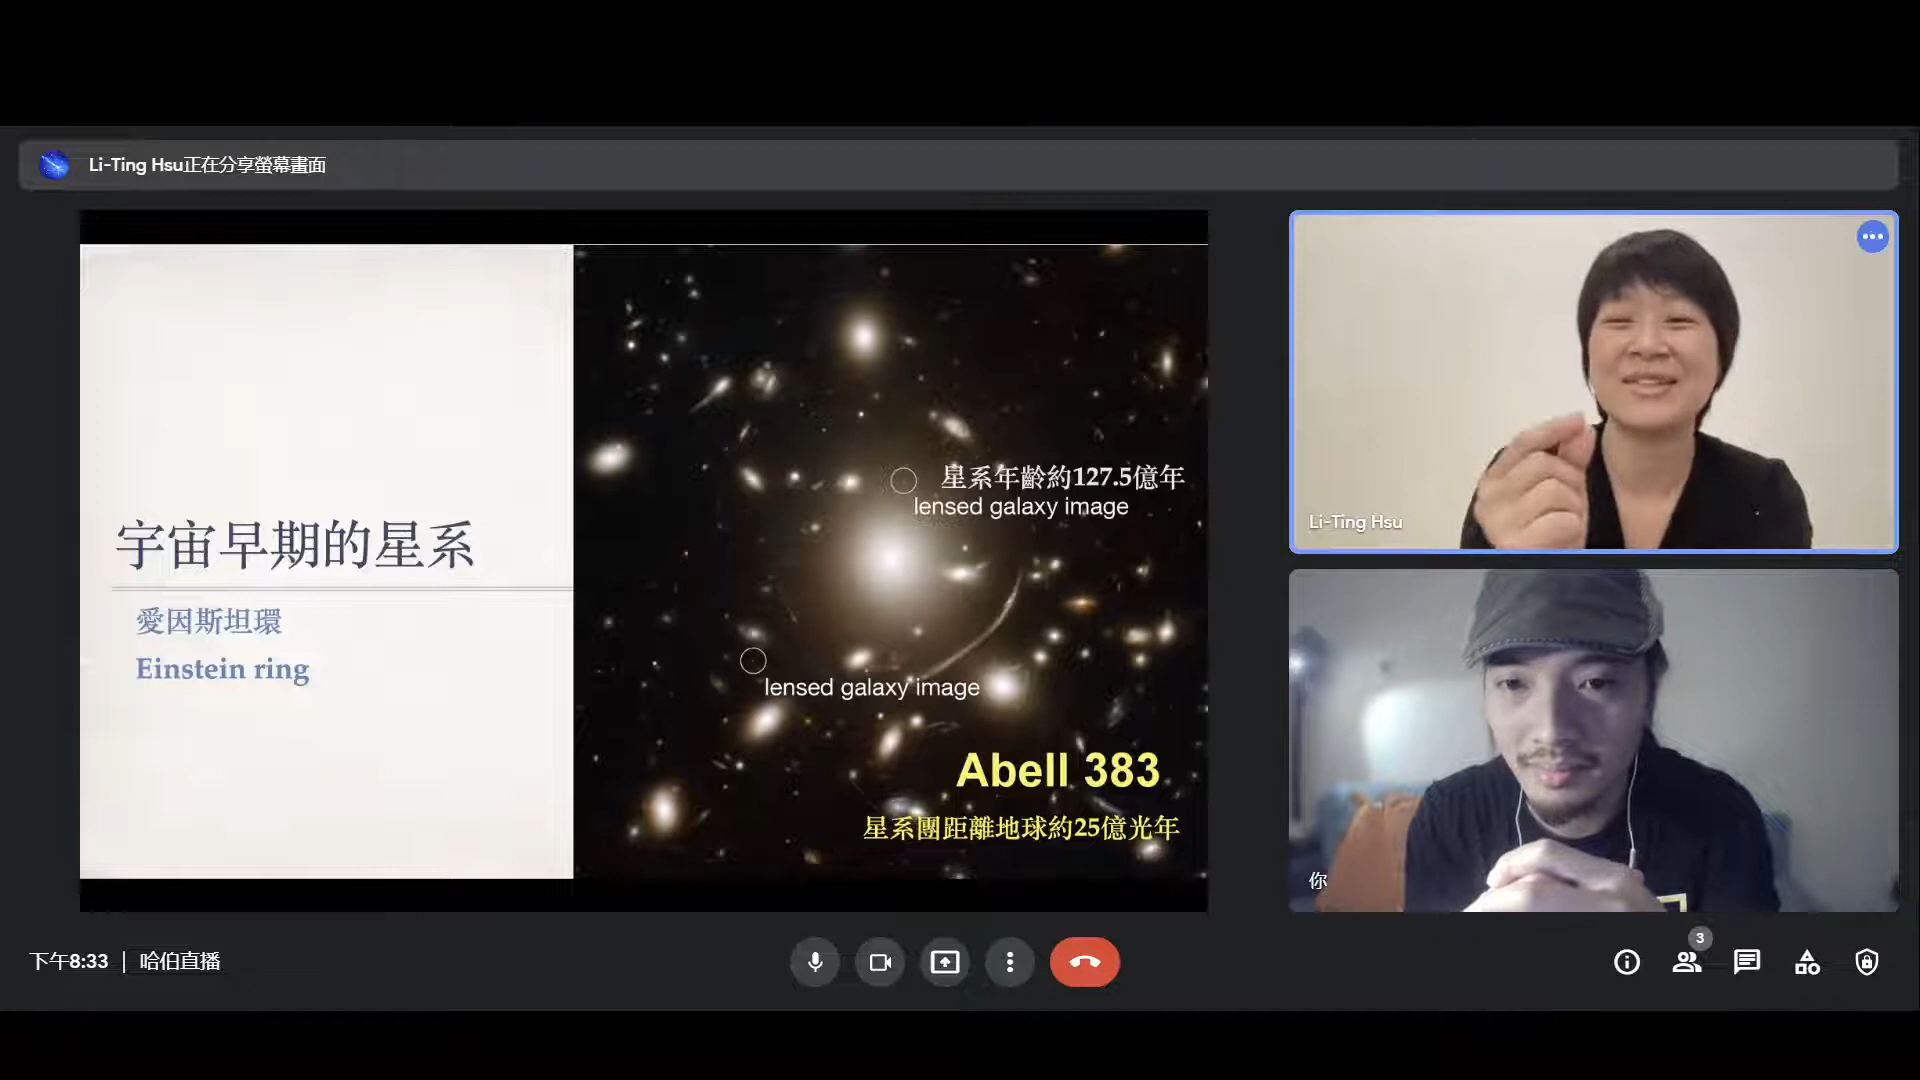 Li-Ting Hsu正在分享螢幕畫面
宇宙早期的星系
愛因斯坦環
Einstein ring
星系年齡約127.5億年
lensed galaxy image
lensed galaxy image
Abell 383
星系團距離地球約25億光年
Li-Ting Hsu
你
下午8:33 | 哈伯直播
3